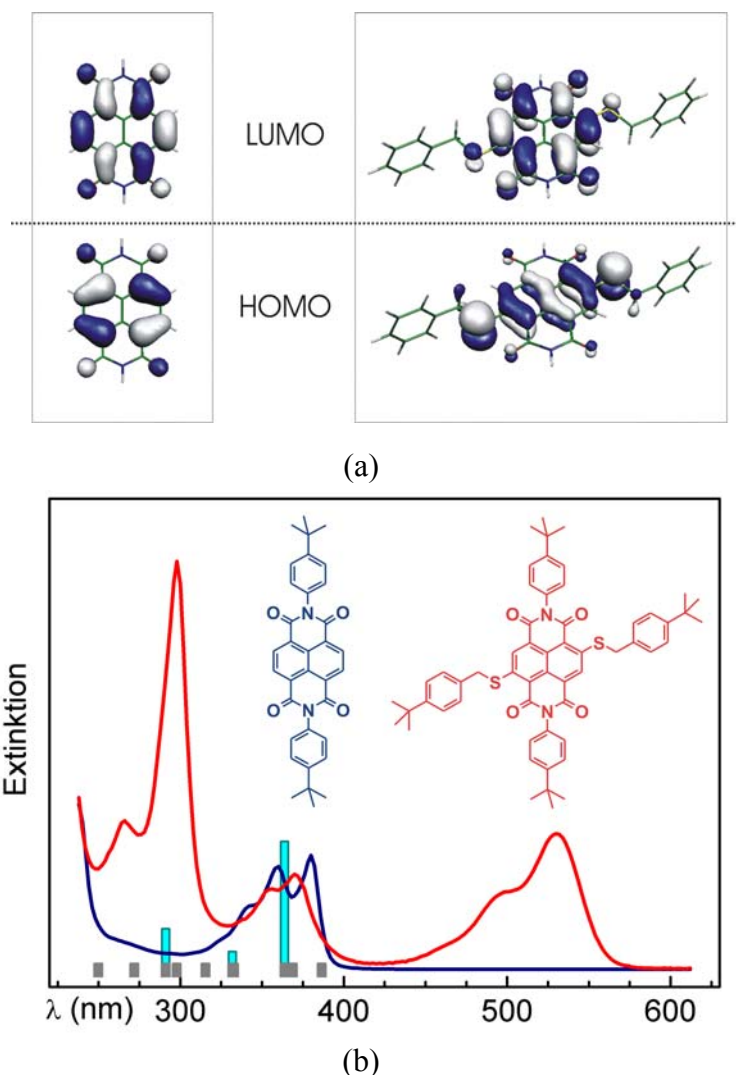 LUMO
HOMO
(a)
Extinktion
O N O
O N O
O N O
S
S
O N O
λ (nm) 300 400 500 600
(b)